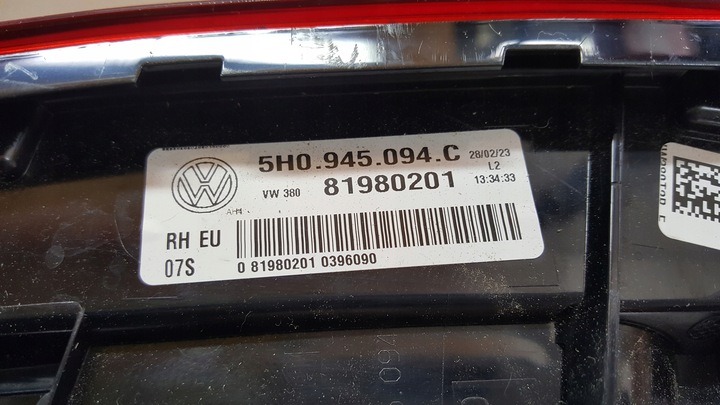 5H0.945.094.C 28/02/23
L2
VW 380 81980201 13:34:33
RH EU
07S 0 81980201 0396090